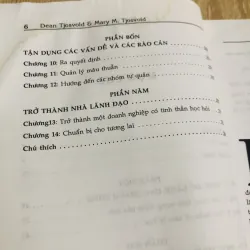 6 Dean Tjosvold & Mary M. Tjosvold
PHẦN BỐN
TẬN DỤNG CÁC VẤN ĐỀ VÀ CÁC RÀO CẢN
Chương 10: Ra quyết định
Chương 11: Quản lý mâu thuẫn
Chương 12: Hướng đến các nhóm tự quản
PHẦN NĂM
TRỞ THÀNH NHÀ LÃNH ĐẠO
Chương13: Trở thành một doanh nghiệp có tinh thần học hỏi
Chương 14: Chuẩn bị cho tương lai
Chú thích